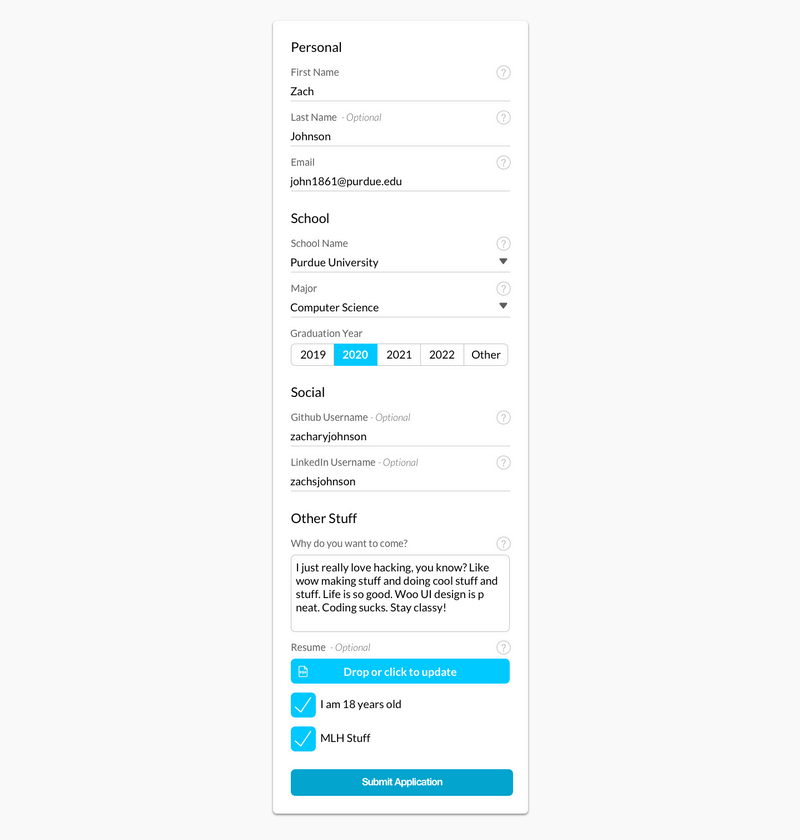 Personal
First Name ?
Zach
Last Name - Optional ?
Johnson
Email ?
john1861@purdue.edu
School
School Name ?
Purdue University
Major ?
Computer Science
Graduation Year
2019 2020 2021 2022 Other
Social
Github Username - Optional ?
zacharyjohnson
LinkedIn Username - Optional ?
zachsjohnson
Other Stuff
Why do you want to come? ?
I just really love hacking, you know? Like
wow making stuff and doing cool stuff and
stuff. Life is so good. Woo UI design is p
neat. Coding sucks. Stay classy!
Resume - Optional ?
Drop or click to update
I am 18 years old
MLH Stuff
Submit Application